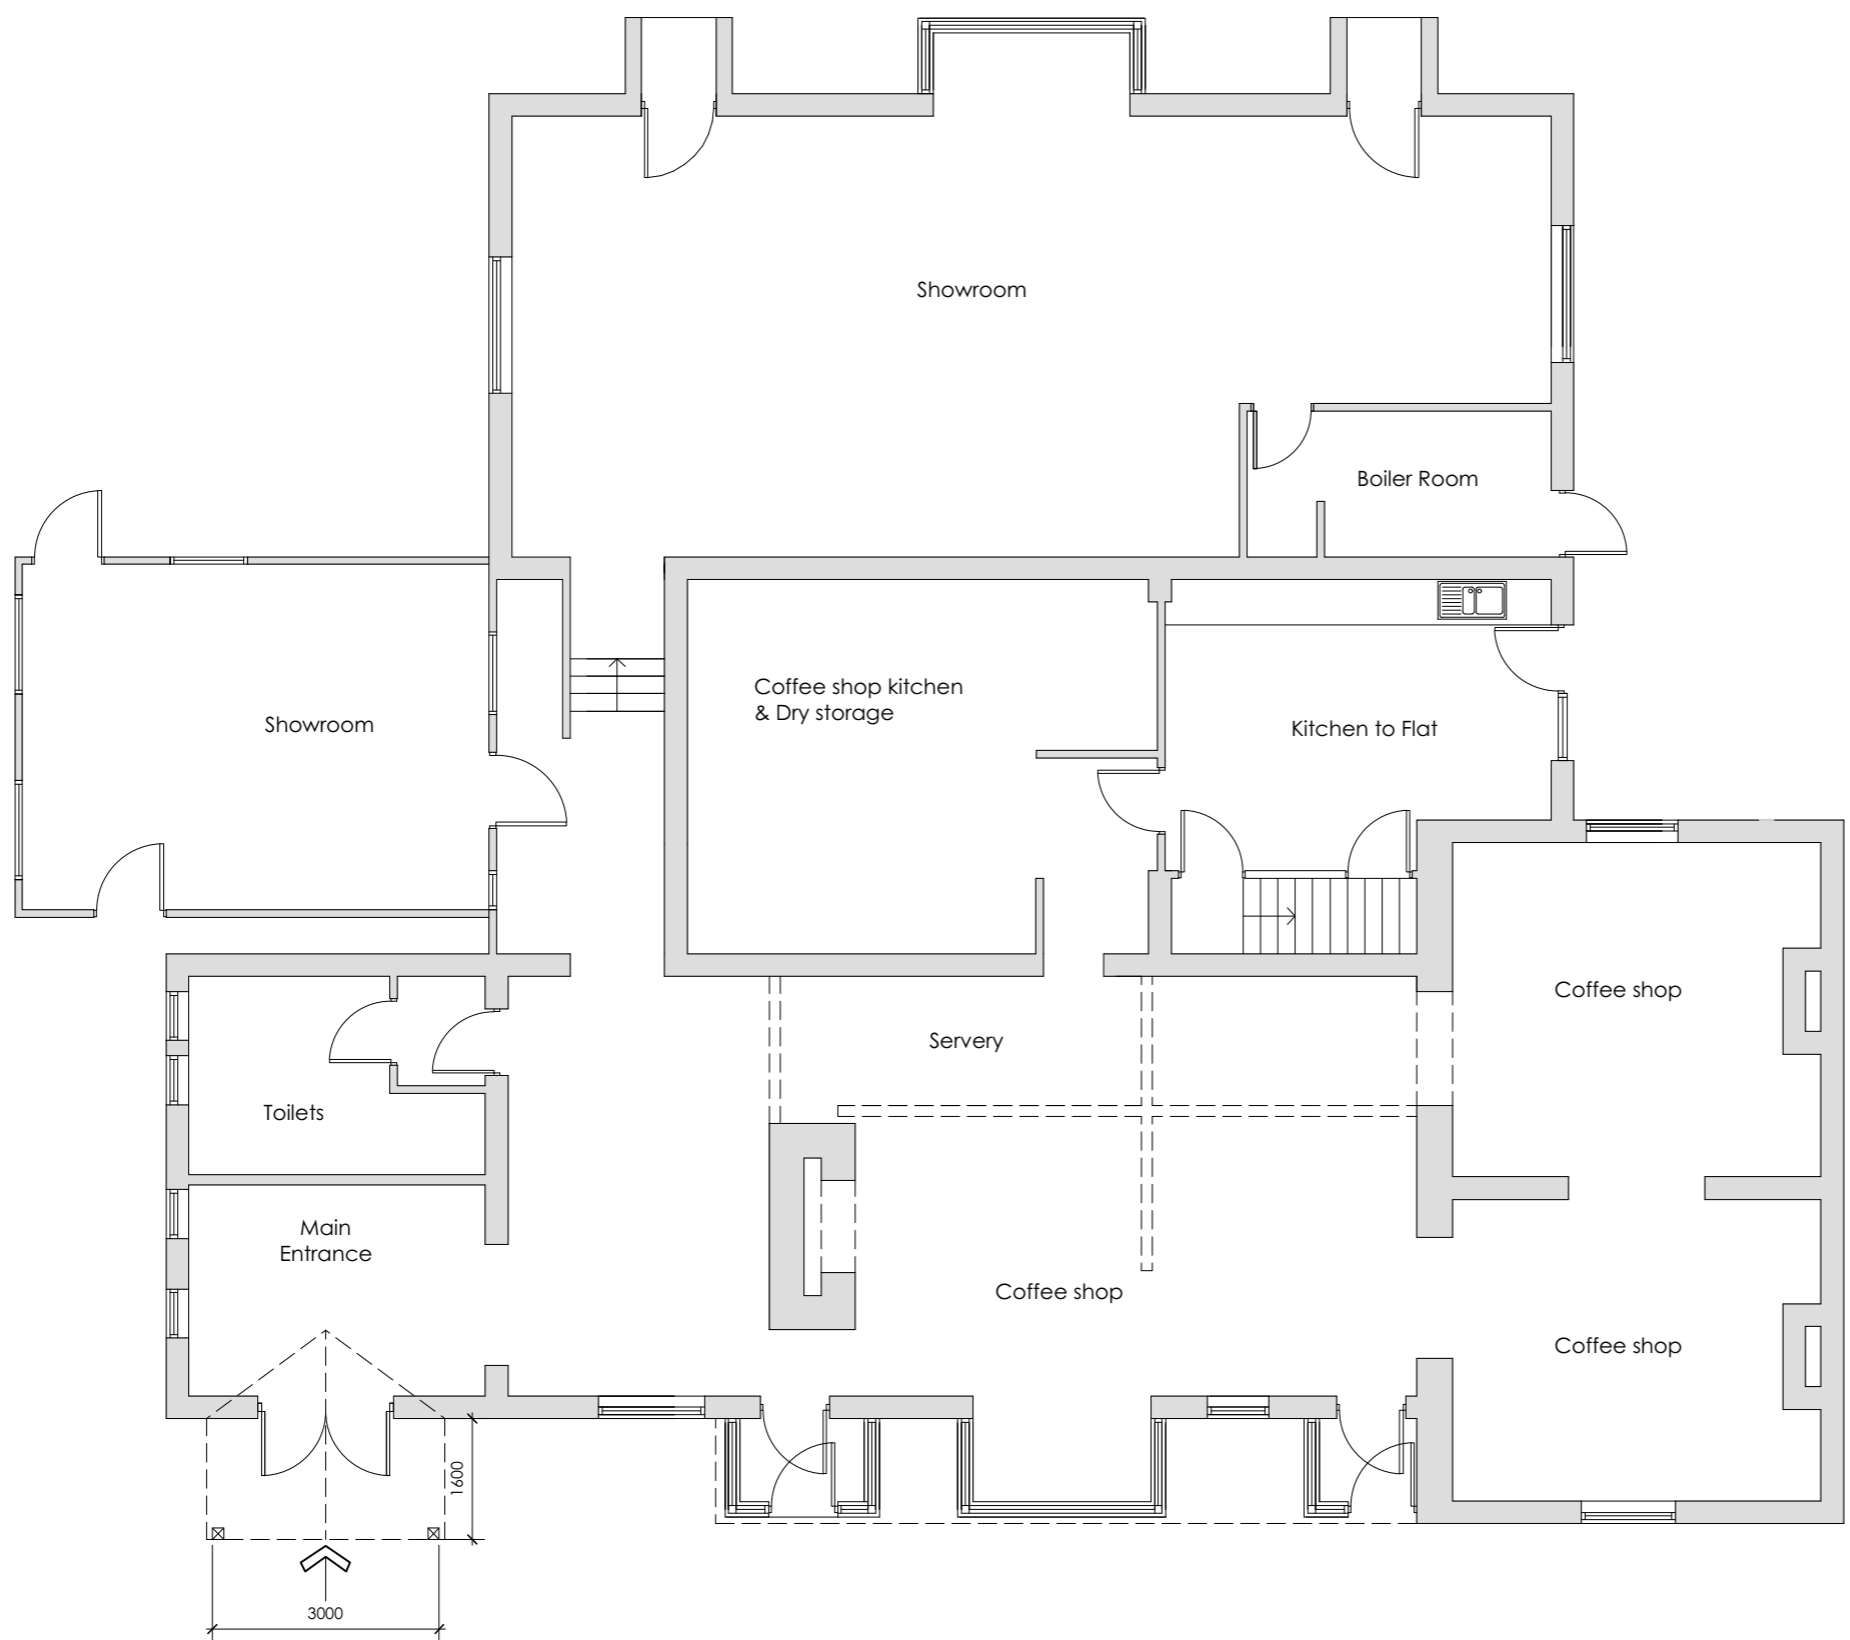 Showroom
Boiler Room
Coffee shop kitchen
& Dry storage
Showroom
Kitchen to Flat
Coffee shop
Servery
Toilets
Main
Entrance
Coffee shop
Coffee shop
1600
3000